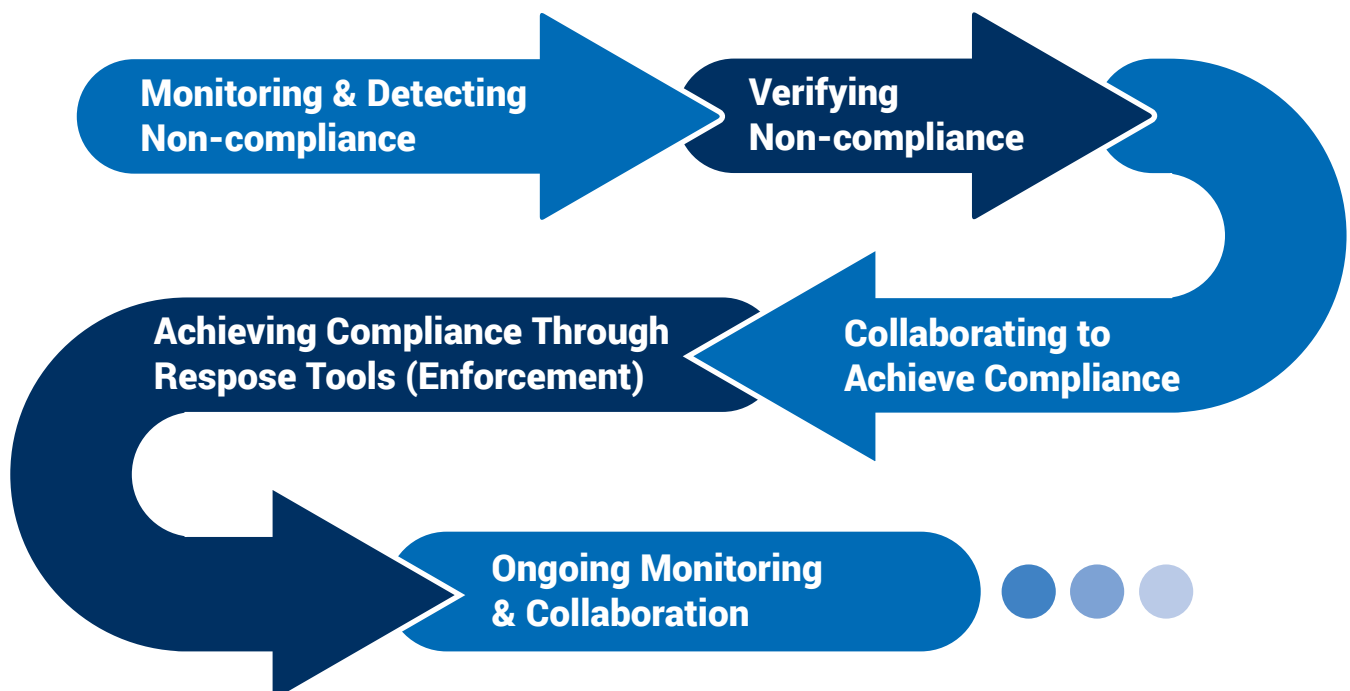 Monitoring & Detecting
Non-compliance
Verifying
Non-compliance
Collaborating to
Achieve Compliance
Achieving Compliance Through
Respose Tools (Enforcement)
Ongoing Monitoring
& Collaboration